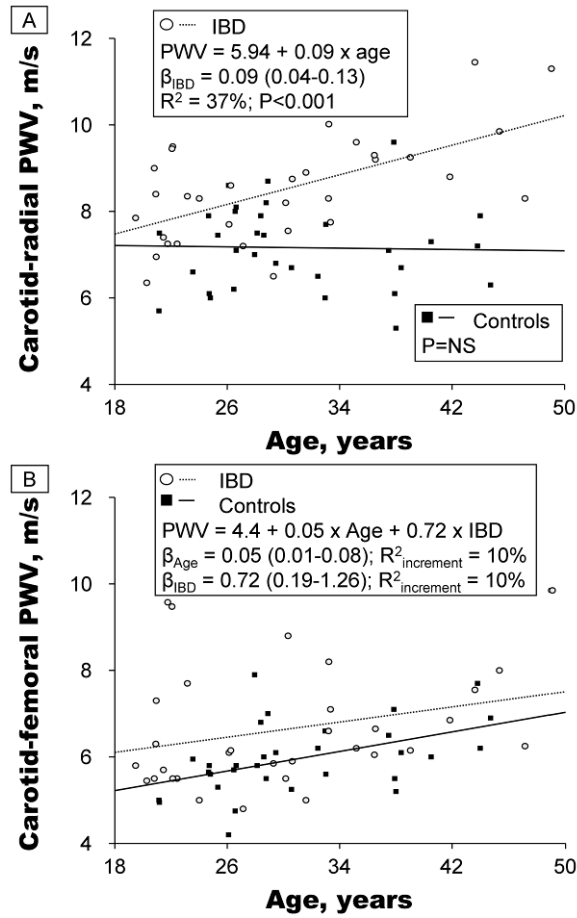 A
IBD
PWV = 5.94 + 0.09 x age
βIBD = 0.09 (0.04-0.13)
R² = 37%; P<0.001
Carotid-radial PWV, m/s
12
10
8
6
4
Controls
P=NS
18 26 34 42 50
Age, years
B
IBD
Controls
PWV = 4.4 + 0.05 x Age + 0.72 x IBD
βAge = 0.05 (0.01-0.08); R²increment = 10%
βIBD = 0.72 (0.19-1.26); R²increment = 10%
Carotid-femoral PWV, m/s
12
10
8
6
4
18 26 34 42 50
Age, years